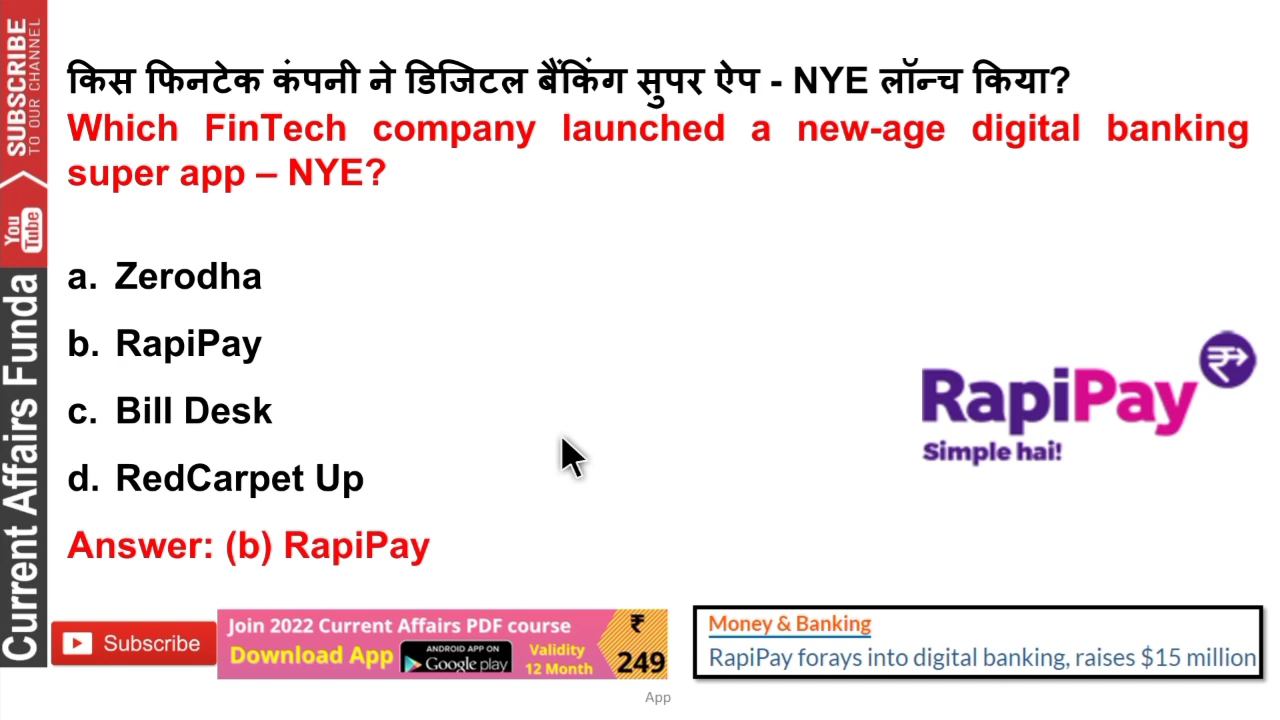 किस फिनटेक कंपनी ने डिजिटल बैंकिंग सुपर ऐप - NYE लॉन्च किया?
Which FinTech company launched a new-age digital banking
super app – NYE?
a. Zerodha
b. RapiPay
c. Bill Desk
d. RedCarpet Up
Answer: (b) RapiPay
RapiPay
Simple hai!
SUBSCRIBE
TO OUR CHANNEL
You
Tube
Current Affairs Funda
Subscribe
Join 2022 Current Affairs PDF course
Download App
ANDROID APP ON
Google play
Validity
12 Month
₹
249
Money & Banking
RapiPay forays into digital banking, raises $15 million
App